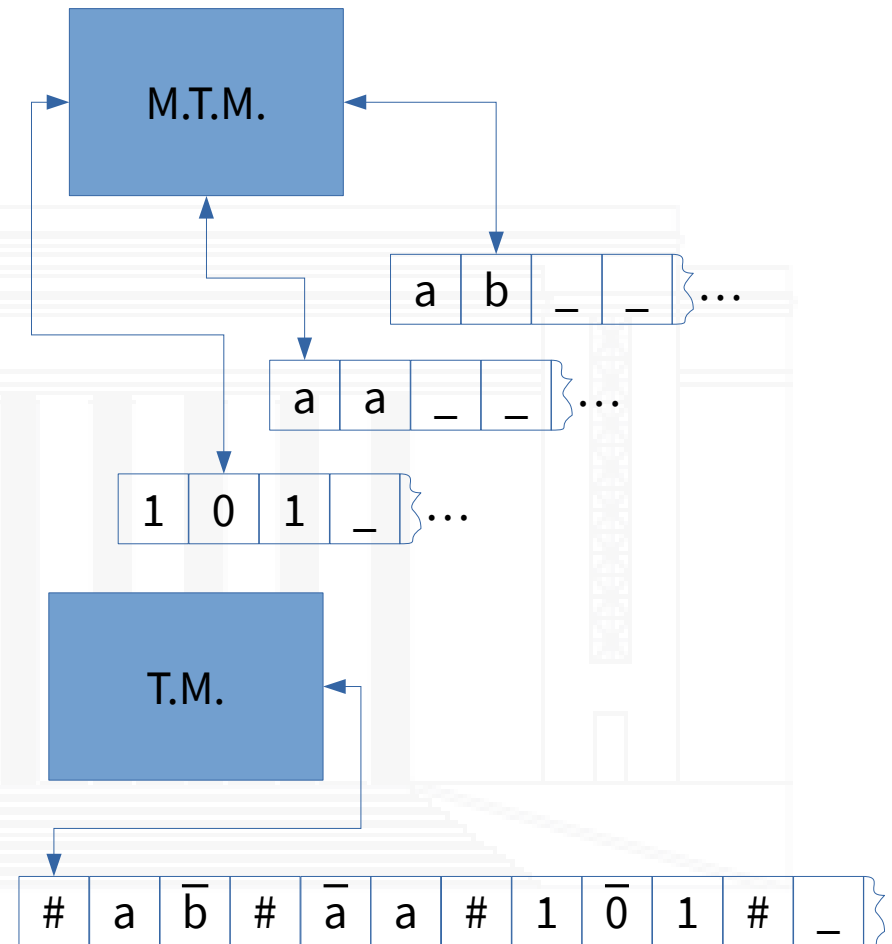 M.T.M.
a b _ _ ...
a a _ _ ...
1 0 1 _ ...
T.M.
# a b̅ # a̅ a # 1 0̅ 1 # _